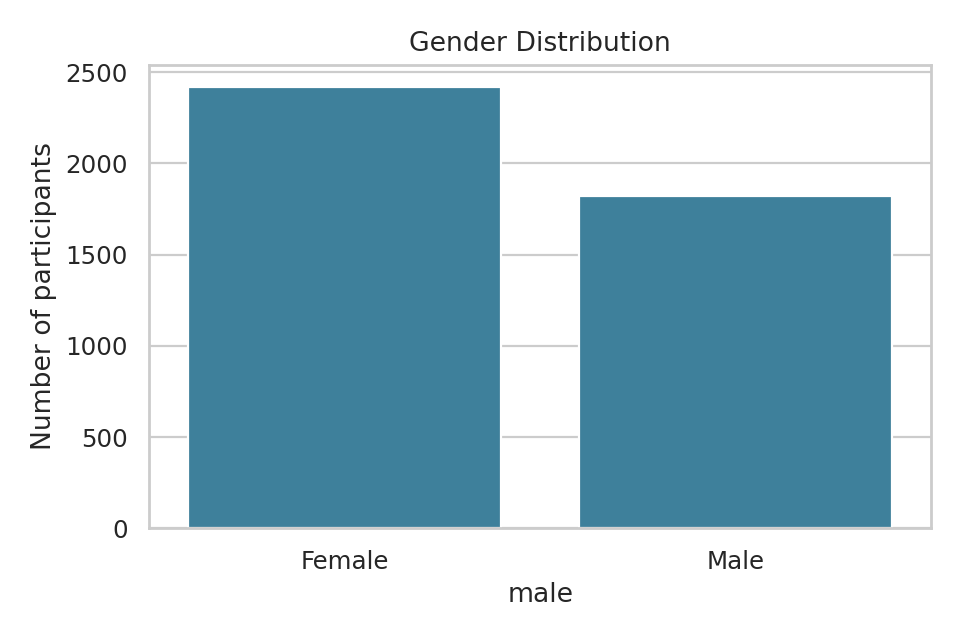 Gender Distribution
Number of participants
2500
2000
1500
1000
500
0
Female
Male
male